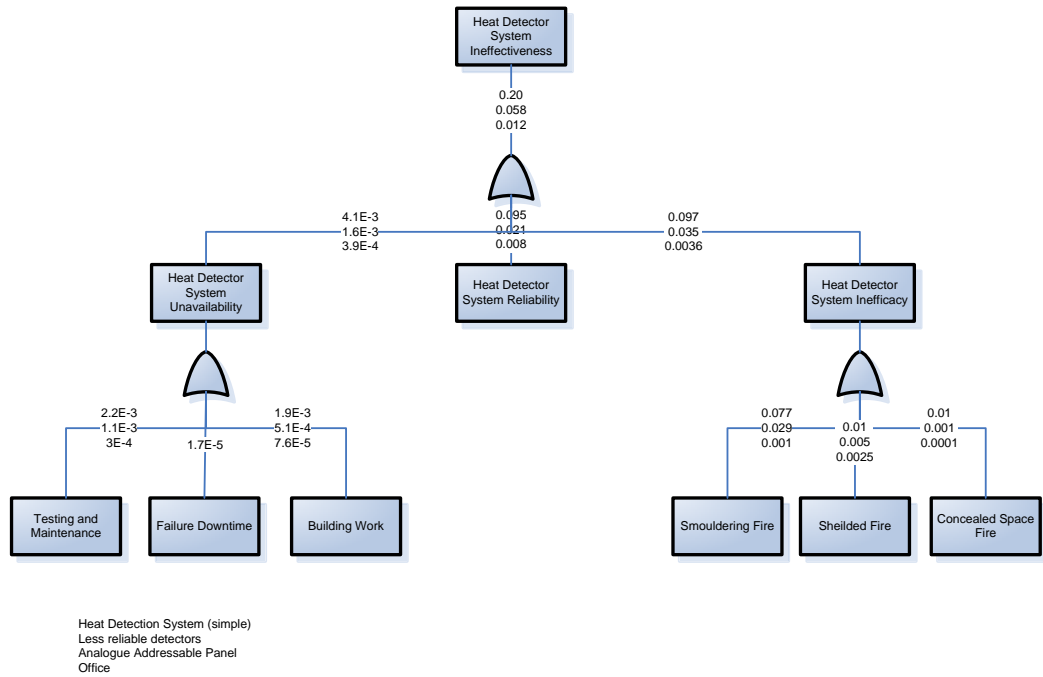 Heat Detector
System
Ineffectiveness
0.20
0.058
0.012
4.1E-3
1.6E-3
3.9E-4
0.095
0.021
0.008
0.097
0.035
0.0036
Heat Detector
System
Unavailability
Heat Detector
System Reliability
Heat Detector
System Inefficacy
2.2E-3
1.1E-3
3E-4
1.7E-5
1.9E-3
5.1E-4
7.6E-5
0.077
0.029
0.001
0.01
0.005
0.0025
0.01
0.001
0.0001
Testing and
Maintenance
Failure Downtime
Building Work
Smouldering Fire
Sheilded Fire
Concealed Space
Fire
Heat Detection System (simple)
Less reliable detectors
Analogue Addressable Panel
Office